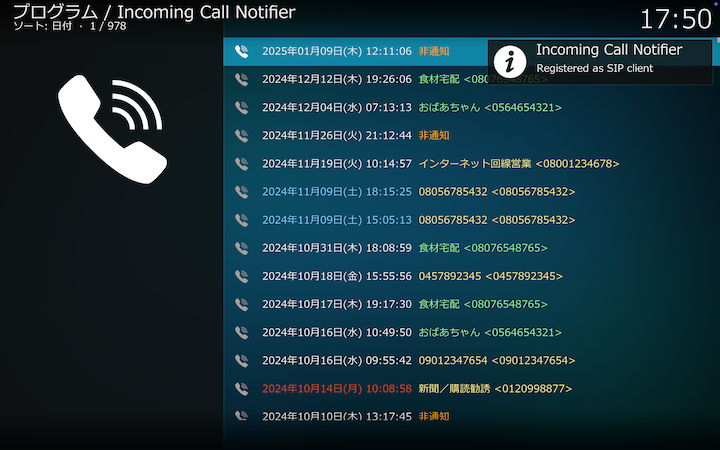 プログラム / Incoming Call Notifier
ソート: 日付 · 1 / 978
17:50
Incoming Call Notifier
Registered as SIP client
2025年01月09日(木) 12:11:06 非通知
2024年12月12日(木) 19:26:06 食材宅配 <08076548765>
2024年12月04日(水) 07:13:13 おばあちゃん <0564654321>
2024年11月26日(火) 21:12:44 非通知
2024年11月19日(火) 10:14:57 インターネット回線営業 <08001234678>
2024年11月09日(土) 18:15:25 08056785432 <08056785432>
2024年11月09日(土) 15:05:13 08056785432 <08056785432>
2024年10月31日(木) 18:08:59 食材宅配 <08076548765>
2024年10月18日(金) 15:55:56 0457892345 <0457892345>
2024年10月17日(木) 19:17:30 食材宅配 <08076548765>
2024年10月16日(水) 10:49:50 おばあちゃん <0564654321>
2024年10月16日(水) 09:55:42 09012347654 <09012347654>
2024年10月14日(月) 10:08:58 新聞／購読勧誘 <0120998877>
2024年10月10日(木) 13:17:45 非通知